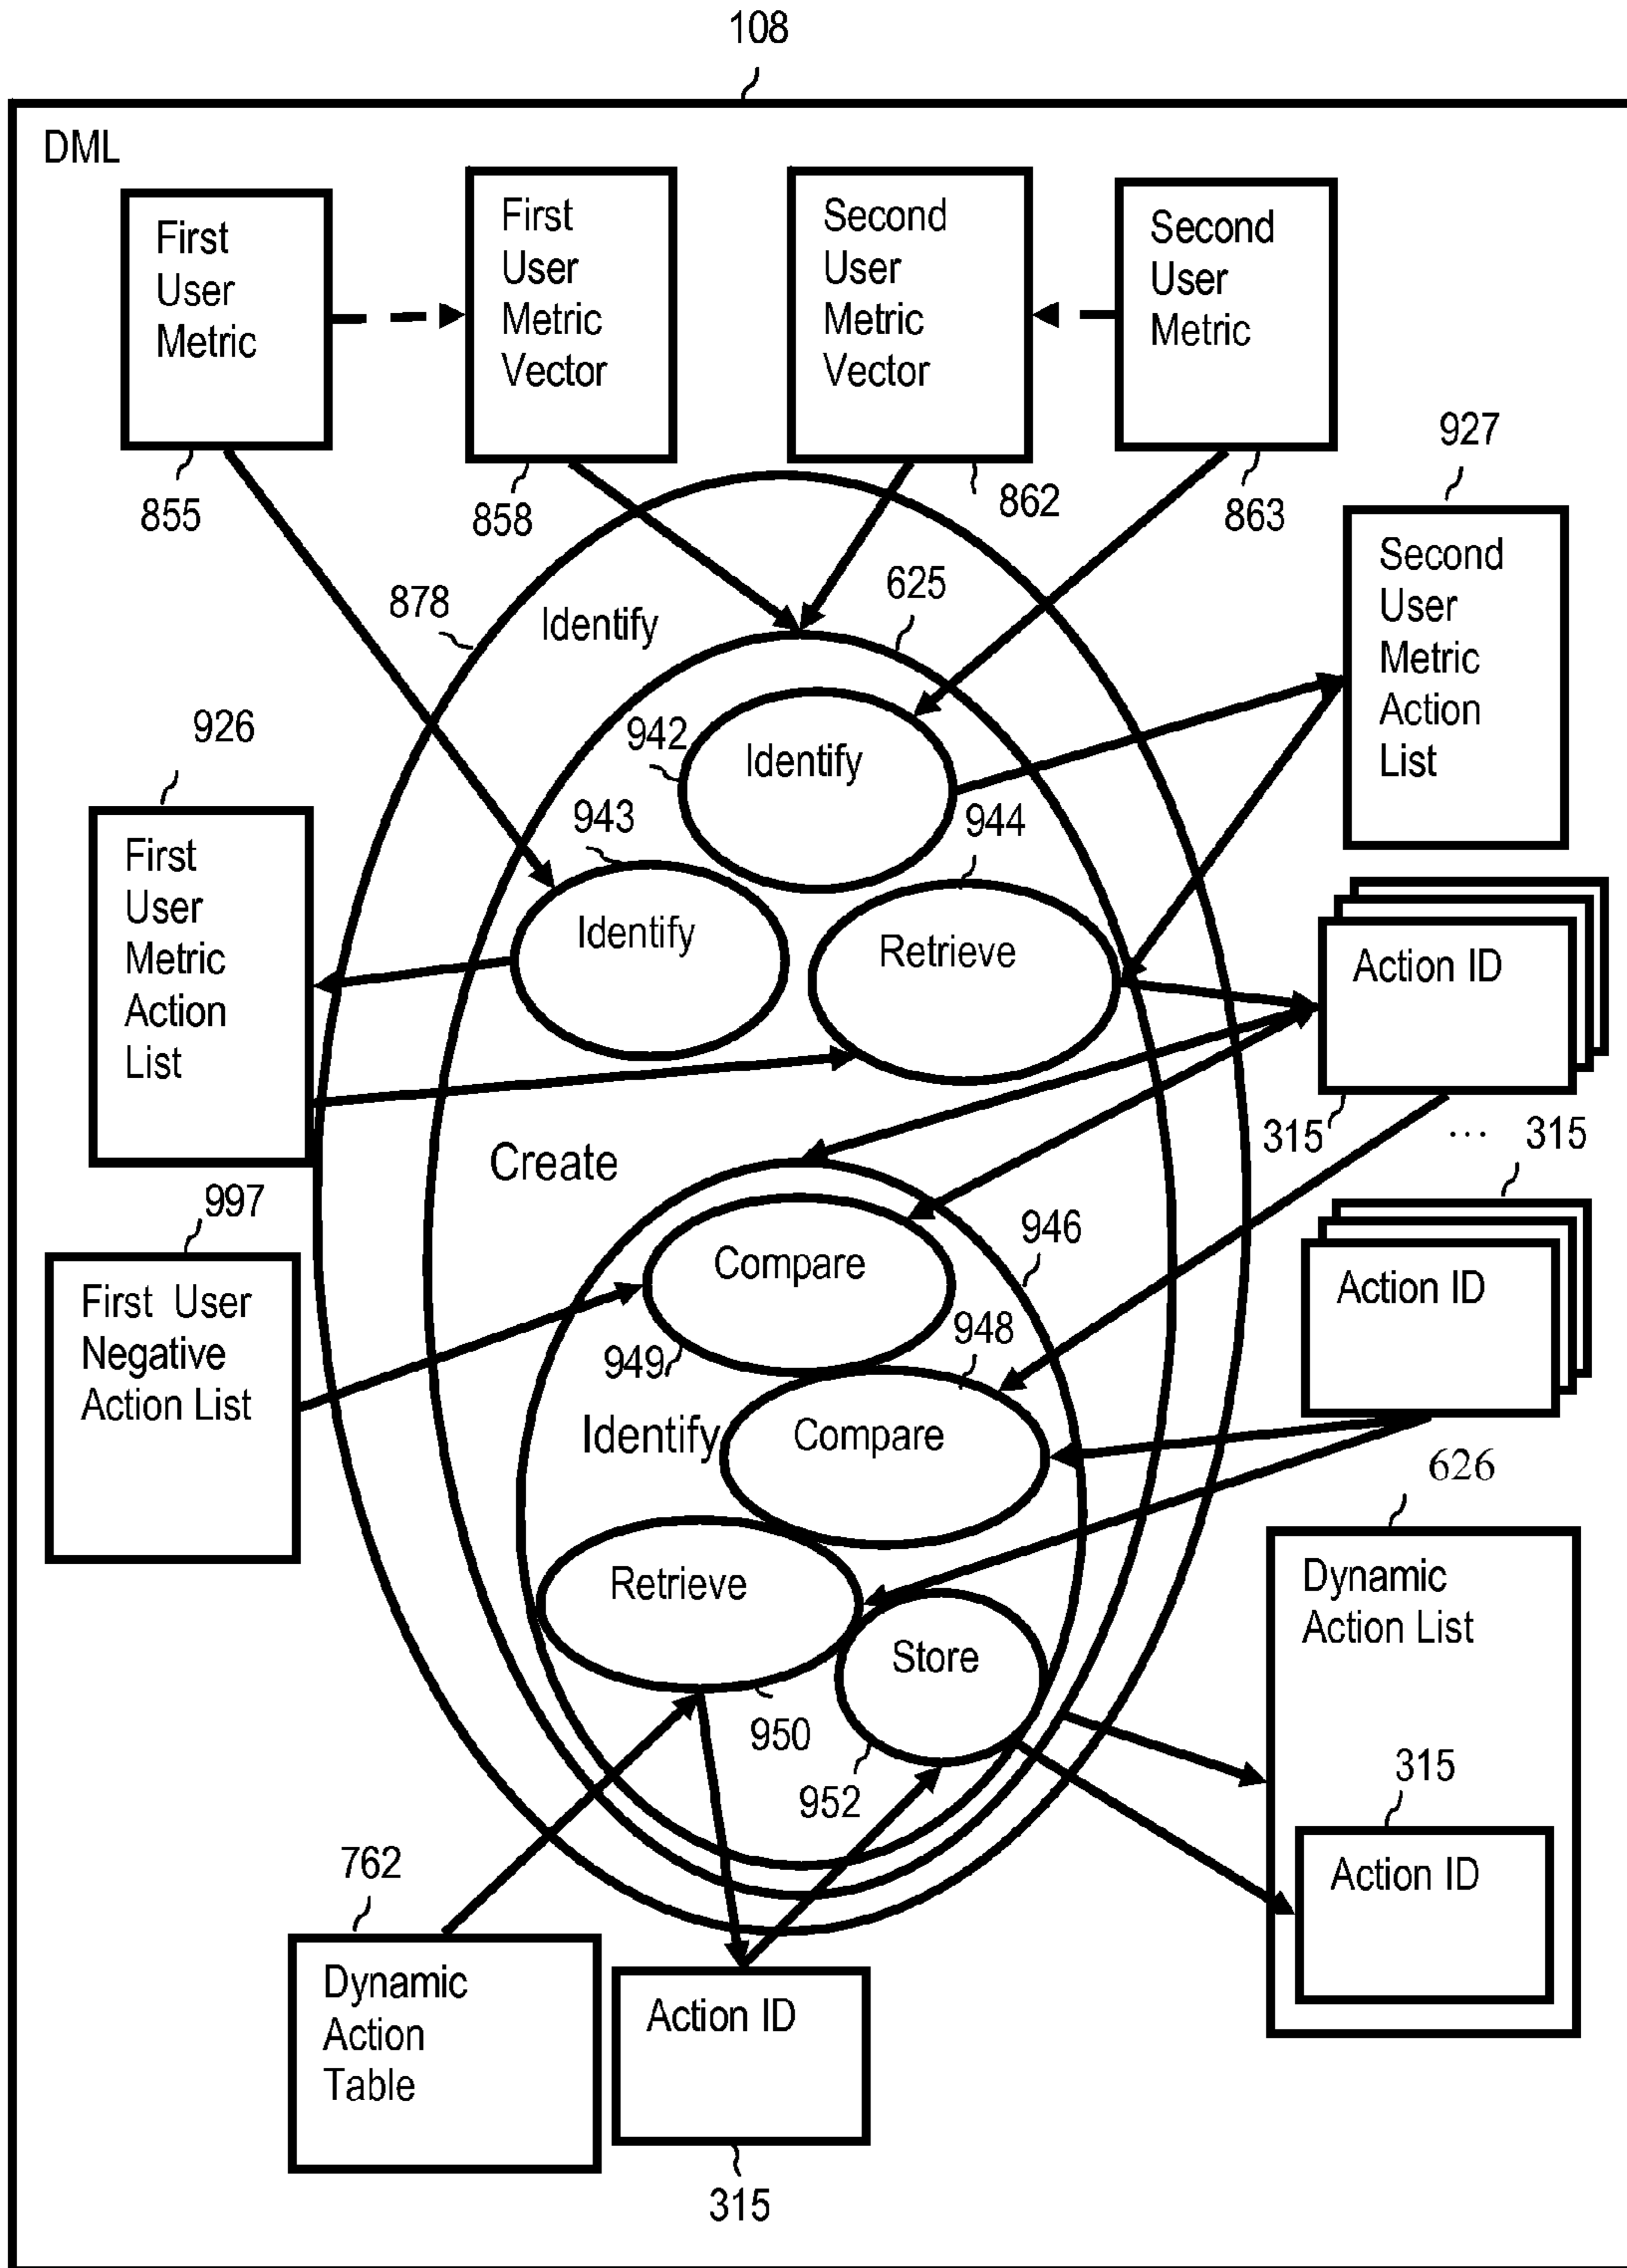 108
DML
First
User
Metric
First
User
Metric
Vector
Second
User
Metric
Vector
Second
User
Metric
855
858
862
863
927
Second
User
Metric
Action
List
878
Identify
625
926
942
Identify
943
944
First
User
Metric
Action
List
Identify
Retrieve
Action ID
315
... 315
Create
997
First User
Negative
Action List
Compare
946
949
948
Action ID
Identify
Compare
626
Retrieve
Store
Dynamic
Action List
950
952
315
Action ID
762
Dynamic
Action
Table
Action ID
315